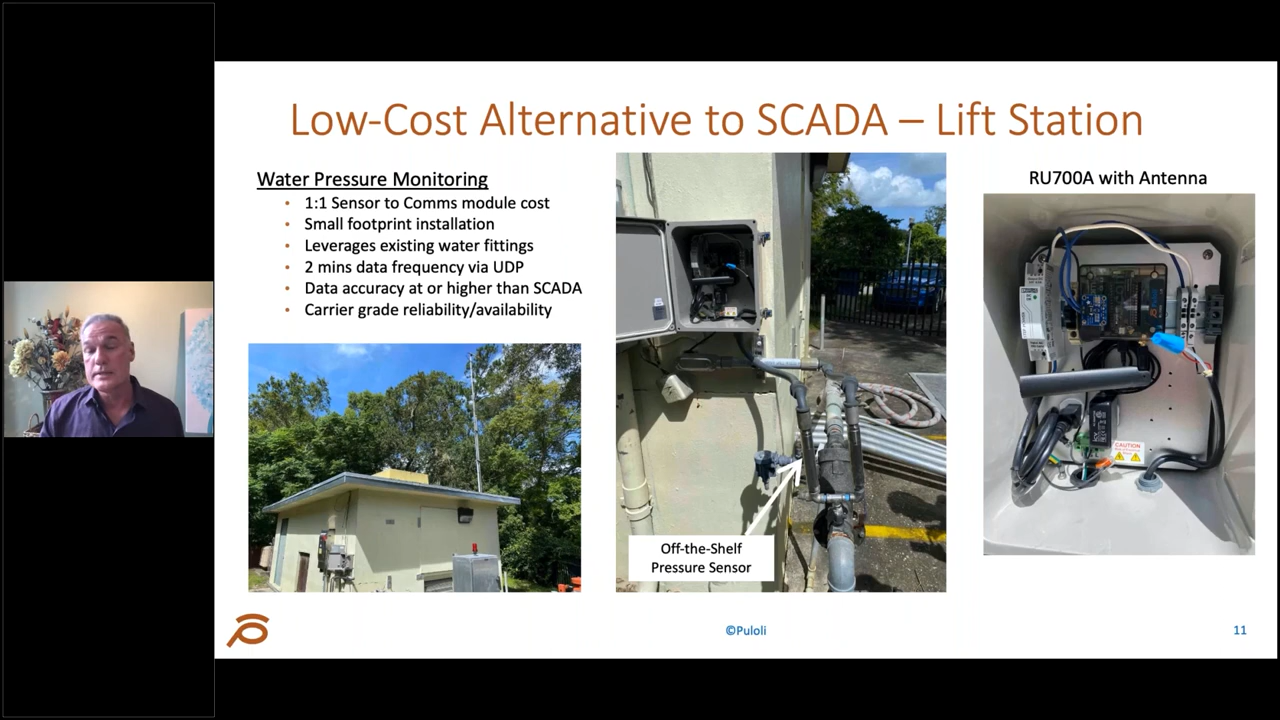 Low-Cost Alternative to SCADA – Lift Station
Water Pressure Monitoring
• 1:1 Sensor to Comms module cost
• Small footprint installation
• Leverages existing water fittings
• 2 mins data frequency via UDP
• Data accuracy at or higher than SCADA
• Carrier grade reliability/availability
RU700A with Antenna
CAUTION
Off-the-Shelf
Pressure Sensor
©Puloli
11